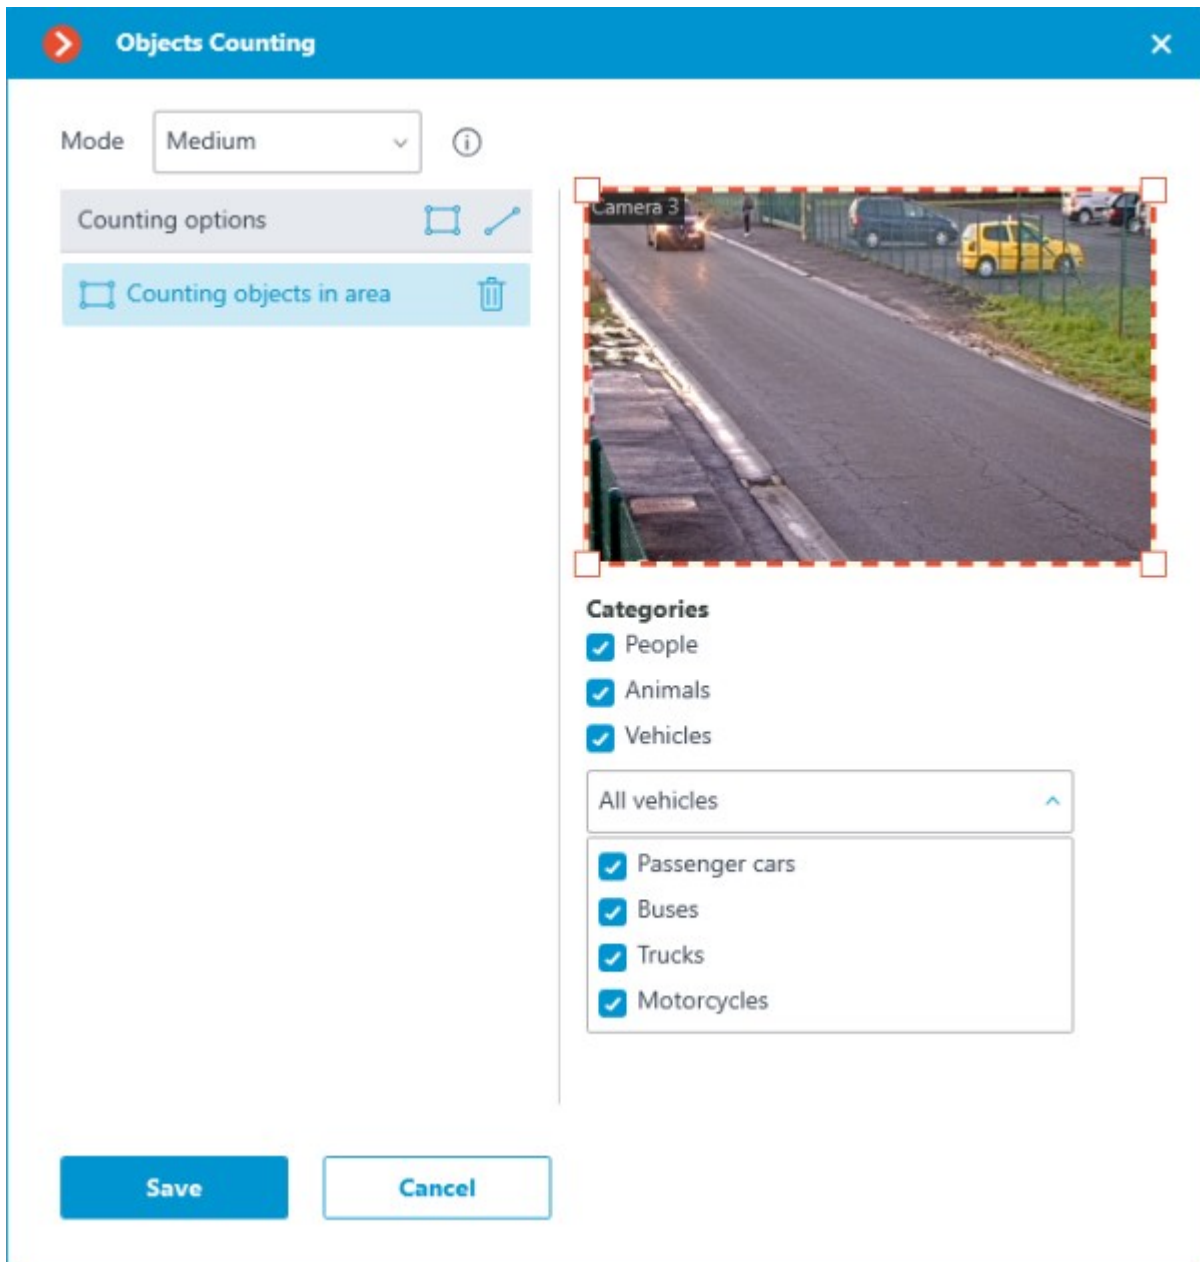 Objects Counting
Mode
Medium
Counting options
Counting objects in area
Camera 3
Categories
People
Animals
Vehicles
All vehicles
Passenger cars
Buses
Trucks
Motorcycles
Save
Cancel